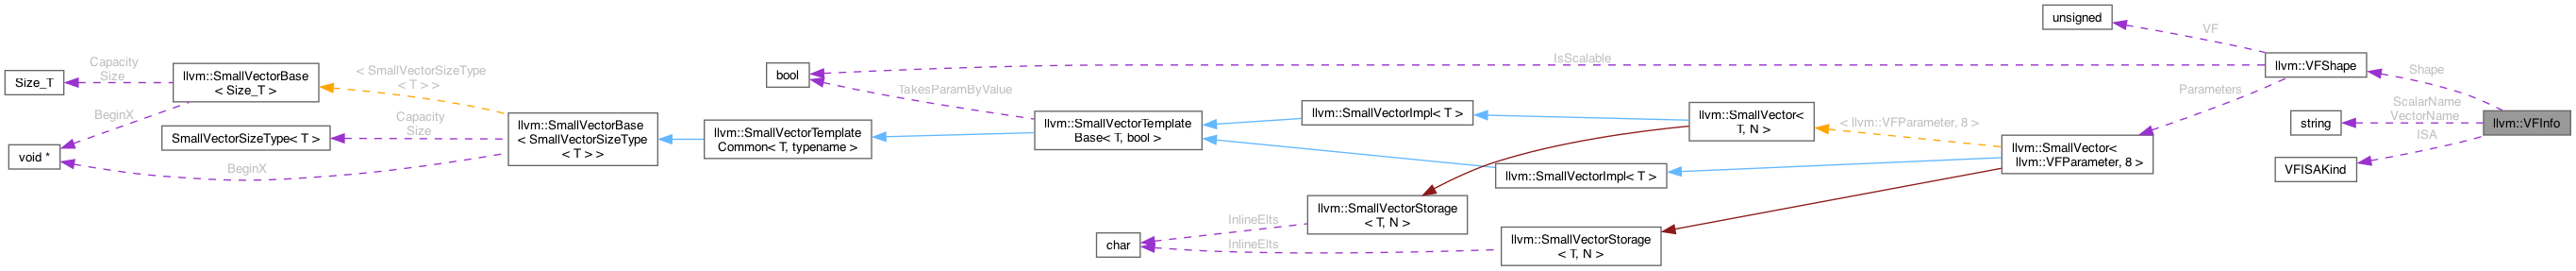 Size_T
Capacity
Size
llvm::SmallVectorBase
< Size_T >
BeginX
SmallVectorSizeType< T >
void *
< SmallVectorSizeType
< T > >
Capacity
Size
BeginX
llvm::SmallVectorBase
< SmallVectorSizeType
< T > >
llvm::SmallVectorTemplate
Common< T, typename >
bool
TakesParamByValue
llvm::SmallVectorTemplate
Base< T, bool >
char
InlineElts
InlineElts
llvm::SmallVectorImpl< T >
llvm::SmallVectorStorage
< T, N >
llvm::SmallVectorImpl< T >
llvm::SmallVectorStorage
< T, N >
IsScalable
llvm::SmallVector<
T, N >
< llvm::VFParameter, 8 >
llvm::SmallVector<
llvm::VFParameter, 8 >
unsigned
VF
llvm::VFShape
Parameters
Shape
string
ScalarName
VectorName
VFISAKind
ISA
llvm::VFInfo